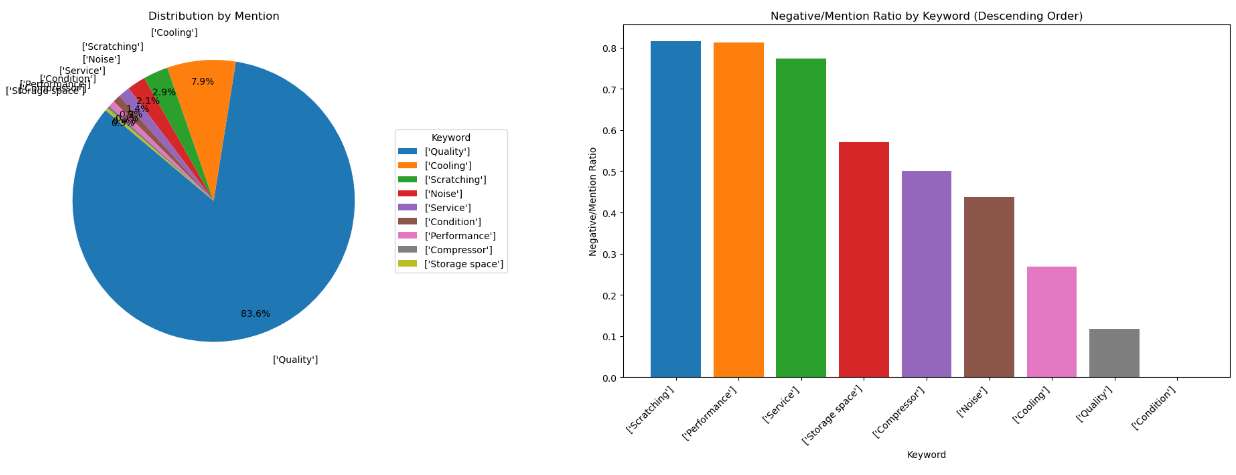 Distribution by Mention
['Cooling']
['Scratching']
['Noise']
['Service']
['Condition']
['Performance']
['Compressor']
['Storage space']
7.9%
2.9%
2.1%
1.4%
0.3%
83.6%
['Quality']
Keyword
['Quality']
['Cooling']
['Scratching']
['Noise']
['Service']
['Condition']
['Performance']
['Compressor']
['Storage space']
Negative/Mention Ratio by Keyword (Descending Order)
Negative/Mention Ratio
0.8
0.7
0.6
0.5
0.4
0.3
0.2
0.1
0.0
['Scratching']
['Performance']
['Service']
['Storage space']
['Compressor']
['Noise']
['Cooling']
['Quality']
['Condition']
Keyword